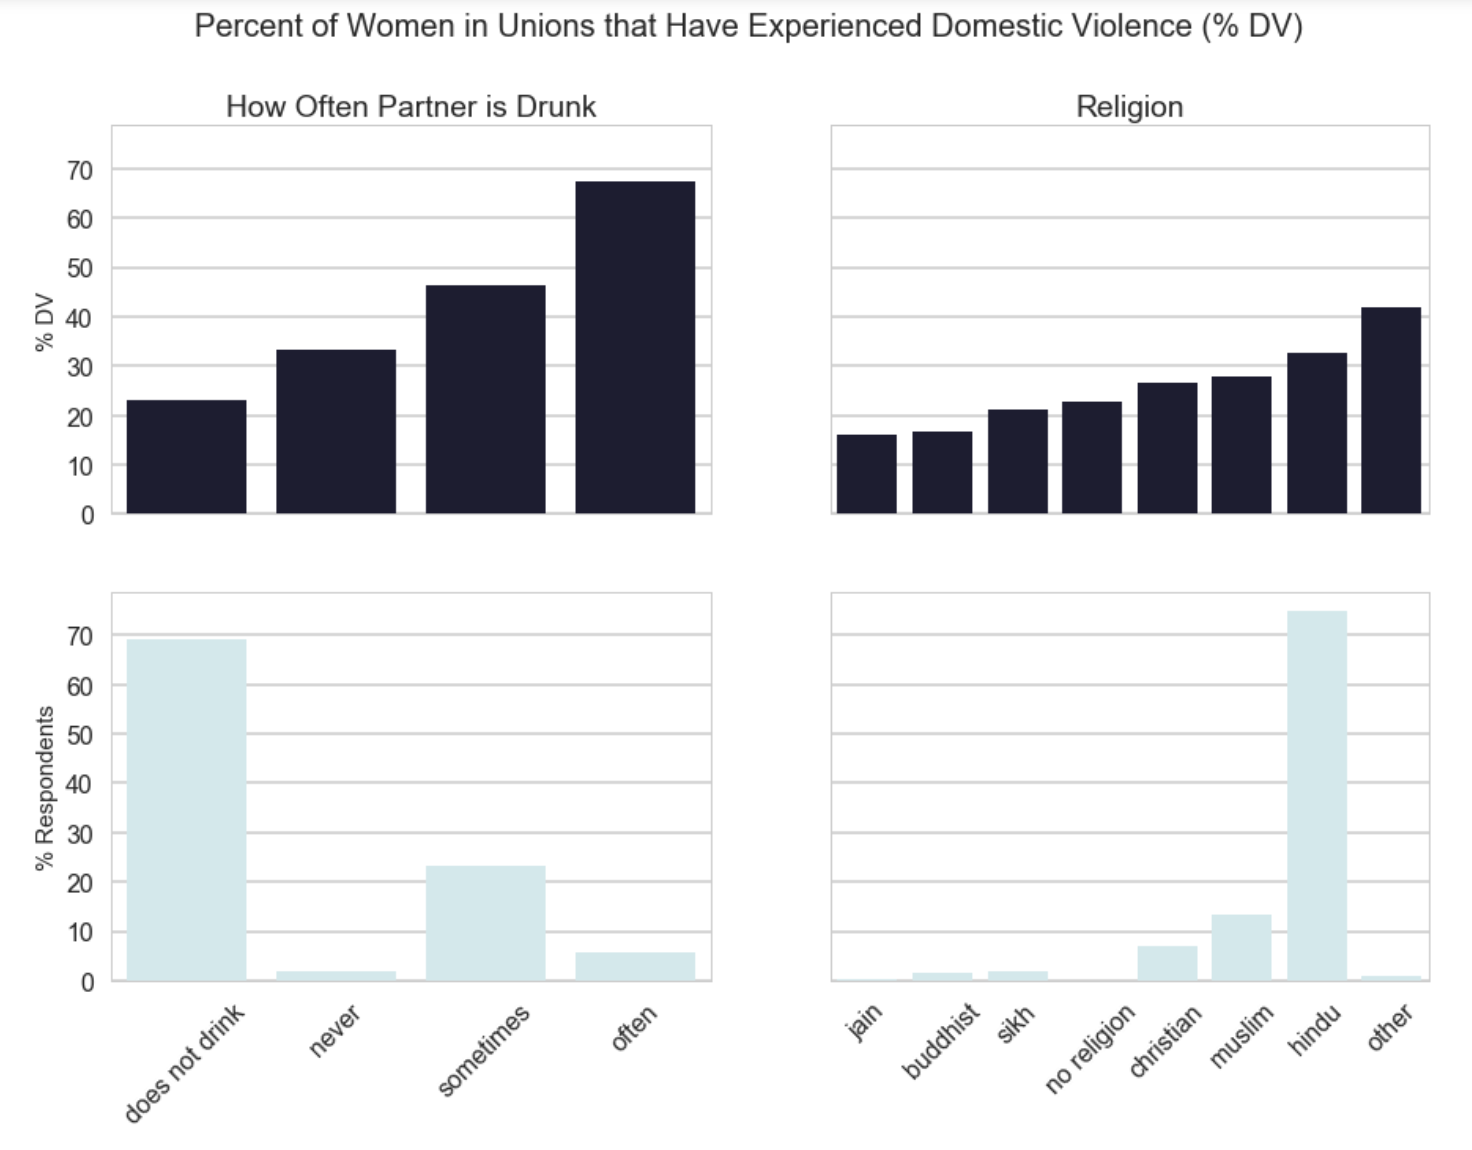 Percent of Women in Unions that Have Experienced Domestic Violence (% DV)
How Often Partner is Drunk
Religion
70
60
50
40
30
20
10
0
% DV
70
60
50
40
30
20
10
0
% Respondents
does not drink
never
sometimes
often
jain
buddhist
sikh
no religion
christian
muslim
hindu
other